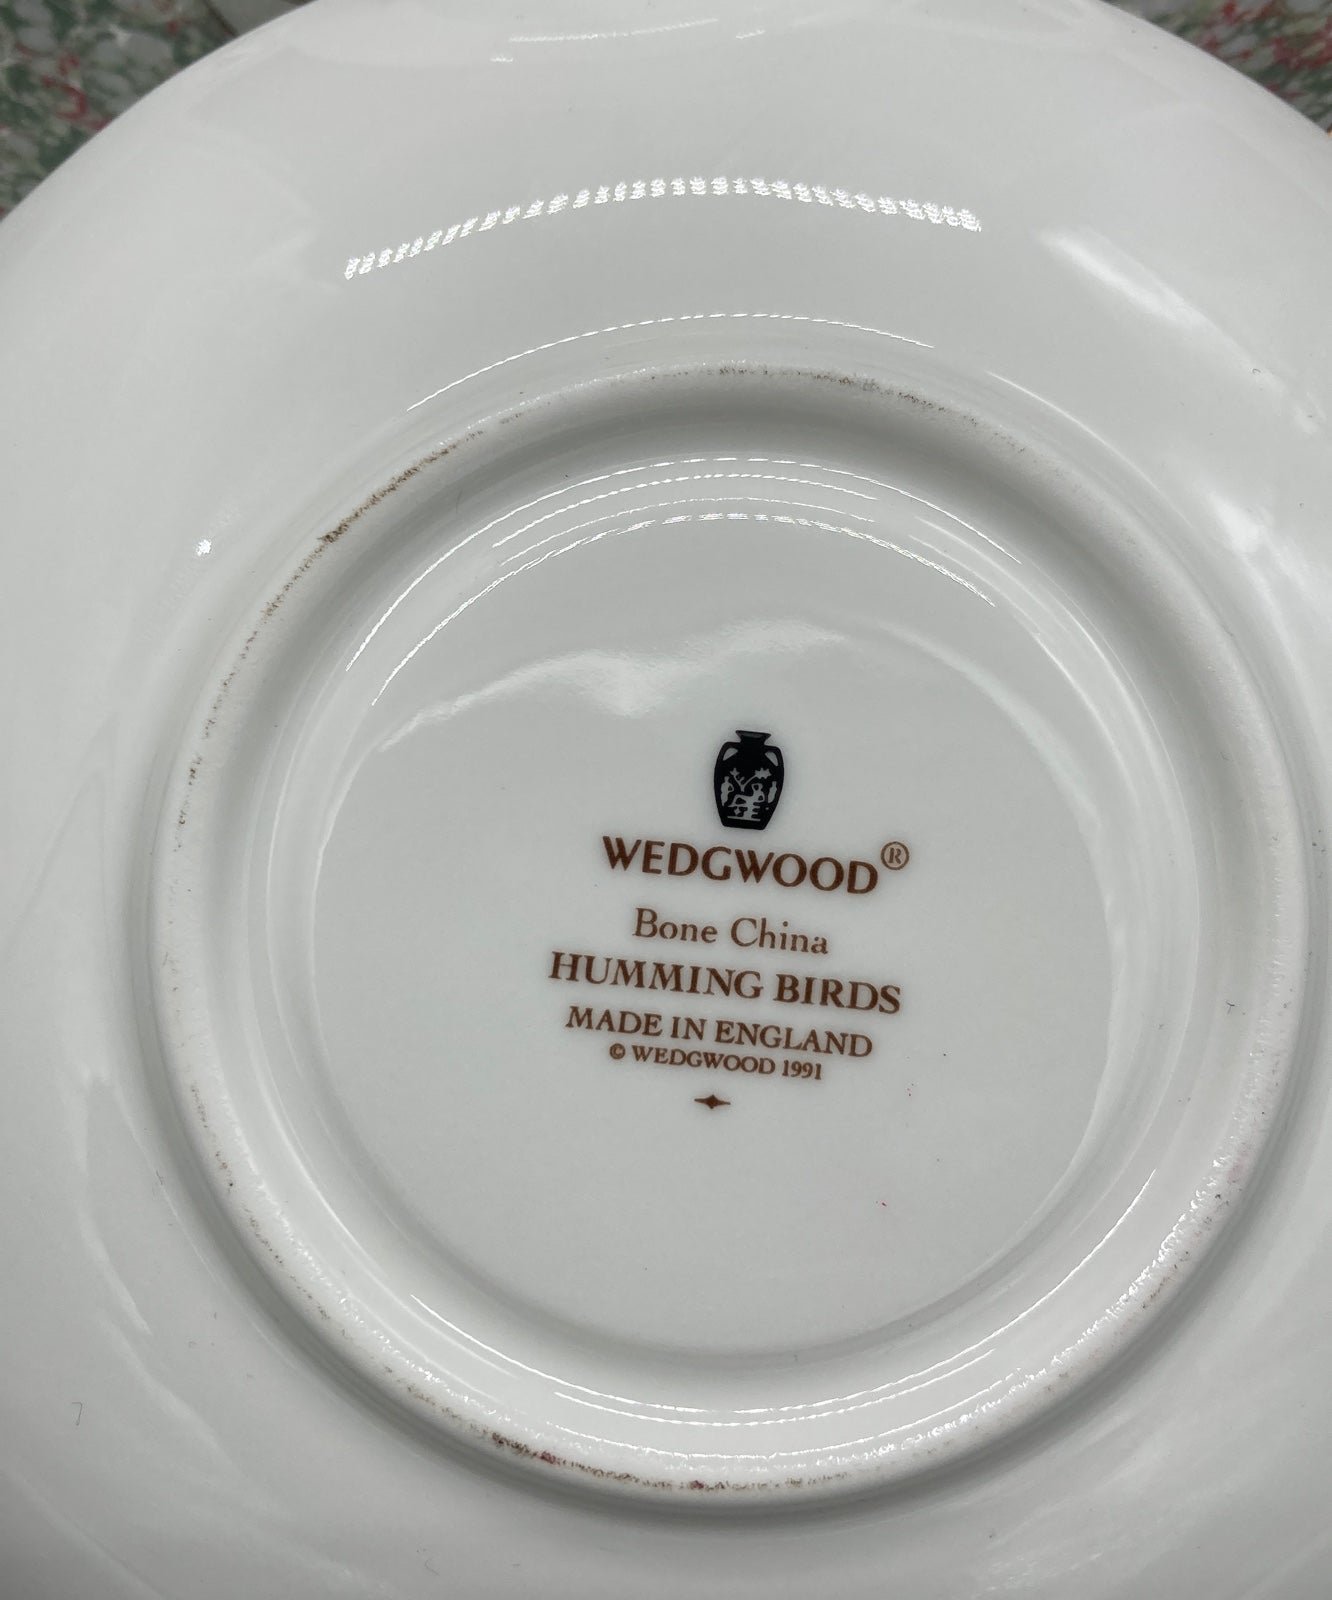 WEDGWOOD®
Bone China
HUMMING BIRDS
MADE IN ENGLAND
© WEDGWOOD 1991